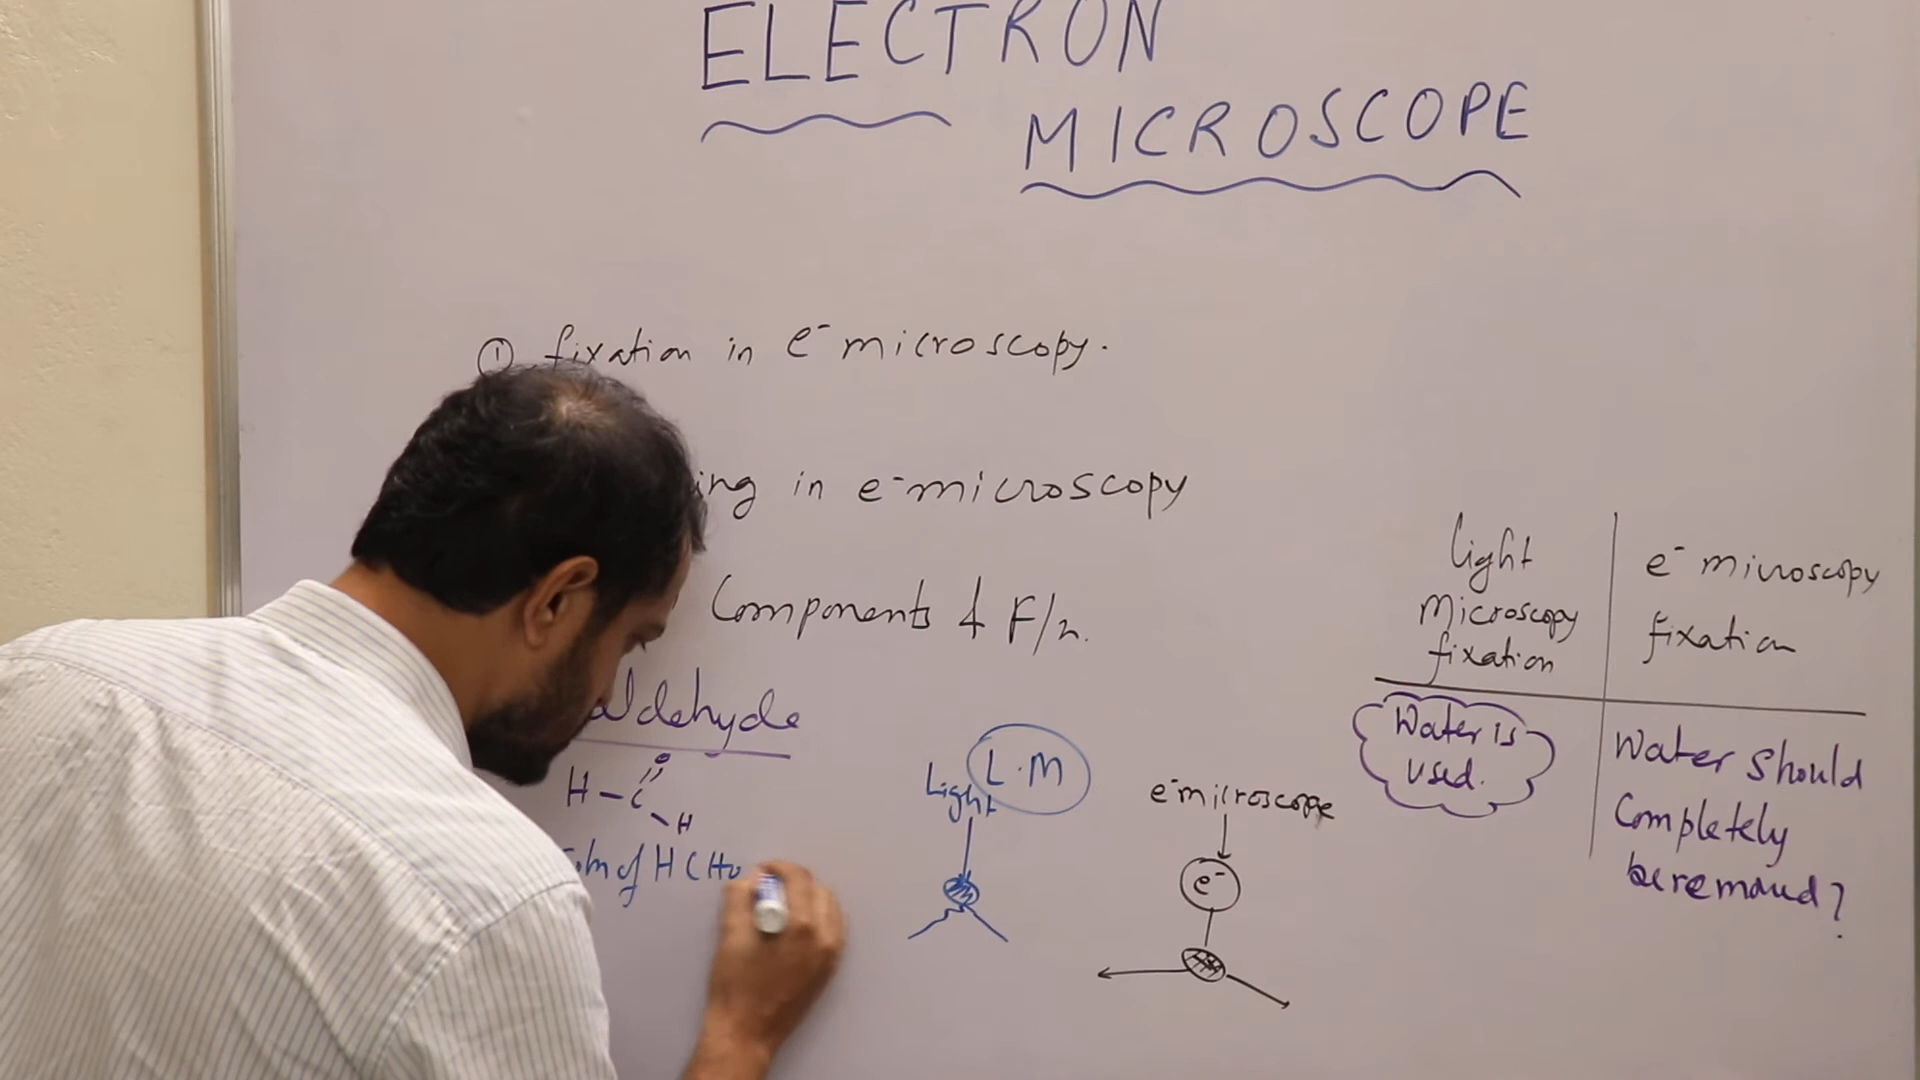 ELECTRON
MICROSCOPE
① fixation in e⁻ microscopy.
ing in e⁻microscopy
Components of F/n.
aldehyde
H – C
O
H
soln of HCHO
Light
L.M
e⁻microscope
e⁻
light
Microscopy
fixation
e⁻ microscopy
fixation
Water is
used.
Water should
Completely
be removed?